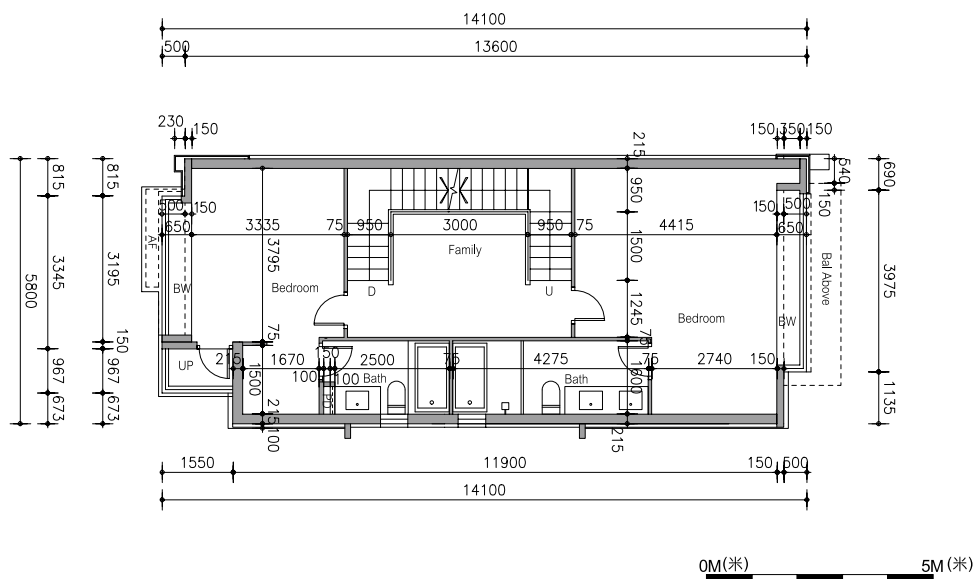 14100
500 13600
230 150 150 350 150
215
815 815 540 690
950 150
500 150 150 500
650 3335 75 950 3000 950 75 4415 650
AF 3795 Family 1500 Bal Above
5800 3345 3195 BW Bedroom D U 3975
1245 Bedroom BW
150 75 75
UP 215 1670 150 2500 75 4275 75 2740 150
967 967 1500 100 100 Bath Bath 1600
PD
673 673 215 1135
100 215
1550 11900 150 500
14100
0M(米) 5M(米)